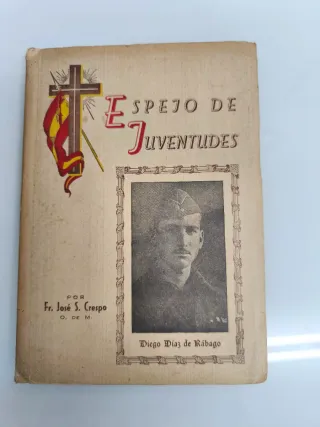 ESPEJO DE
JUVENTUDES
POR
Fr. José S. Crespo
O. DE M.
Diego Díaz de Rábago